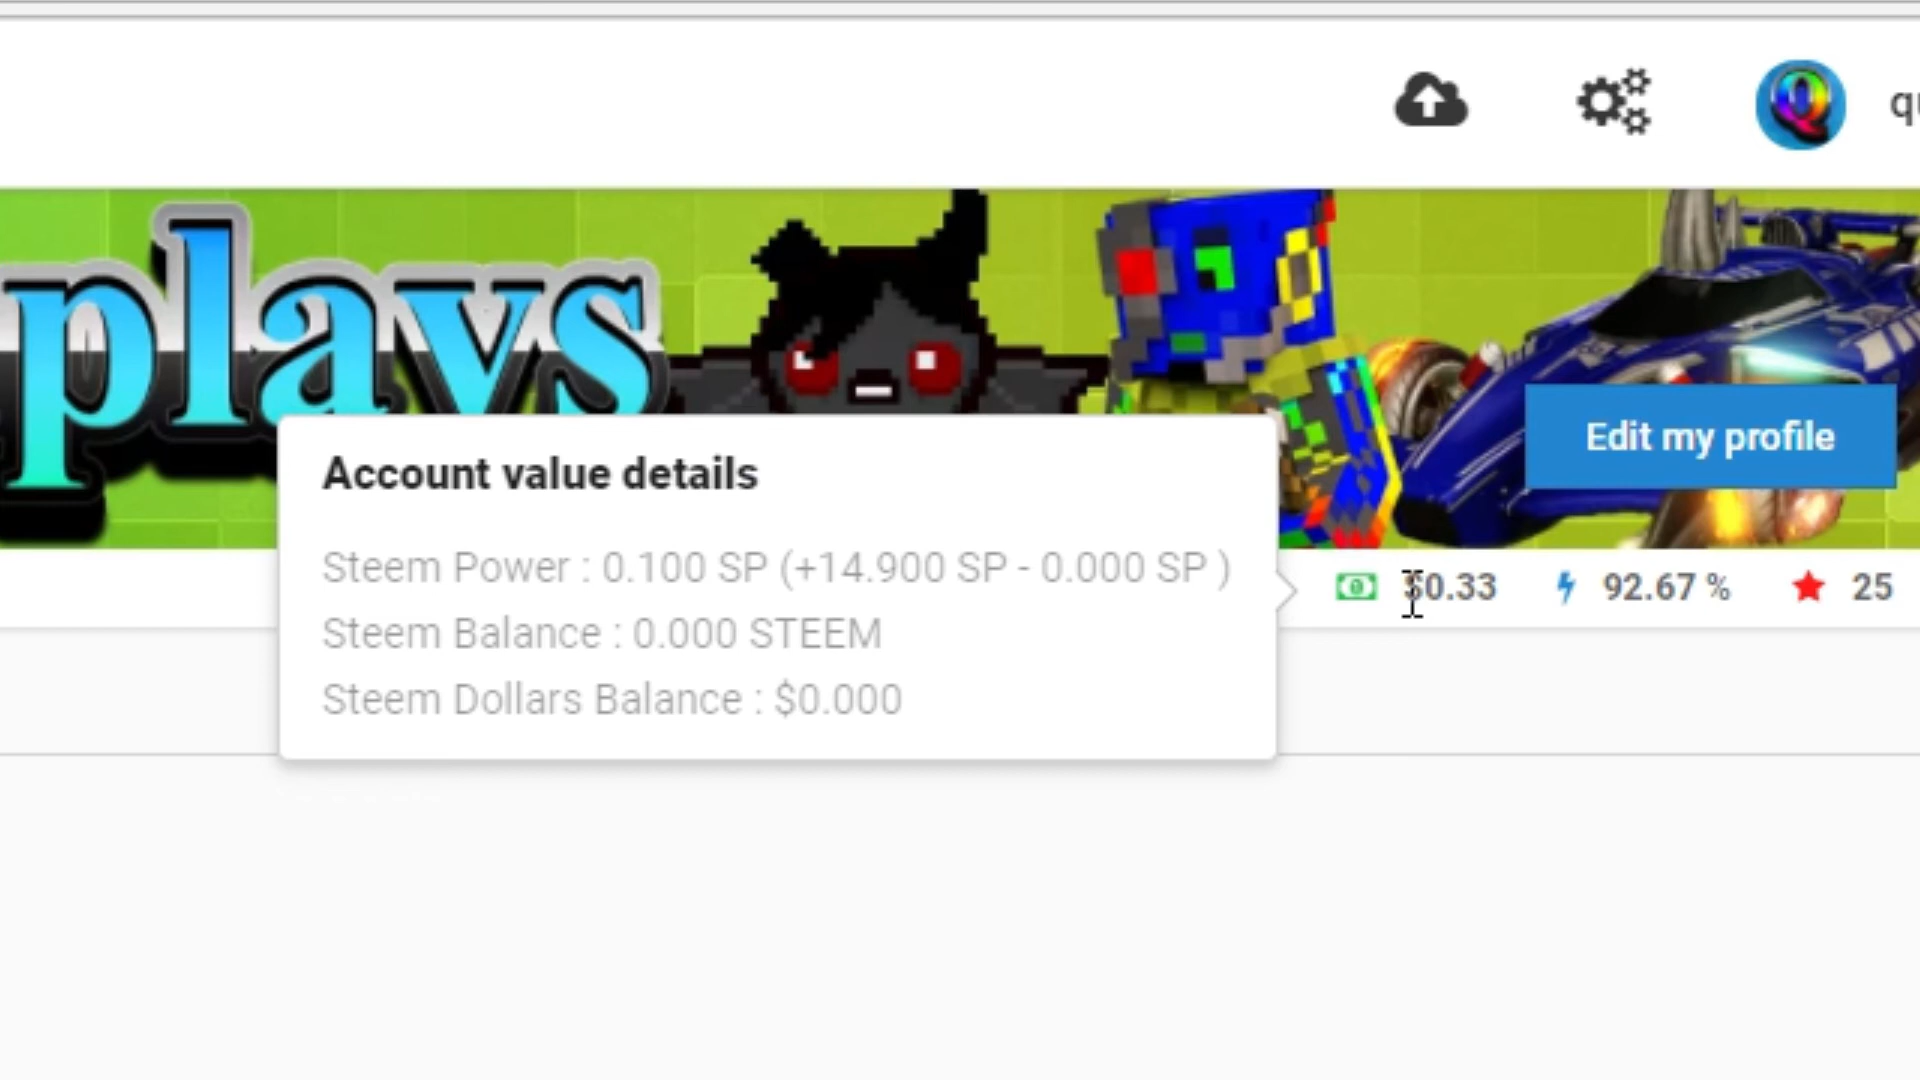 Q qu
plays
Edit my profile
Account value details
Steem Power : 0.100 SP (+14.900 SP - 0.000 SP )
Steem Balance : 0.000 STEEM
Steem Dollars Balance : $0.000
$0.33 92.67 % 25